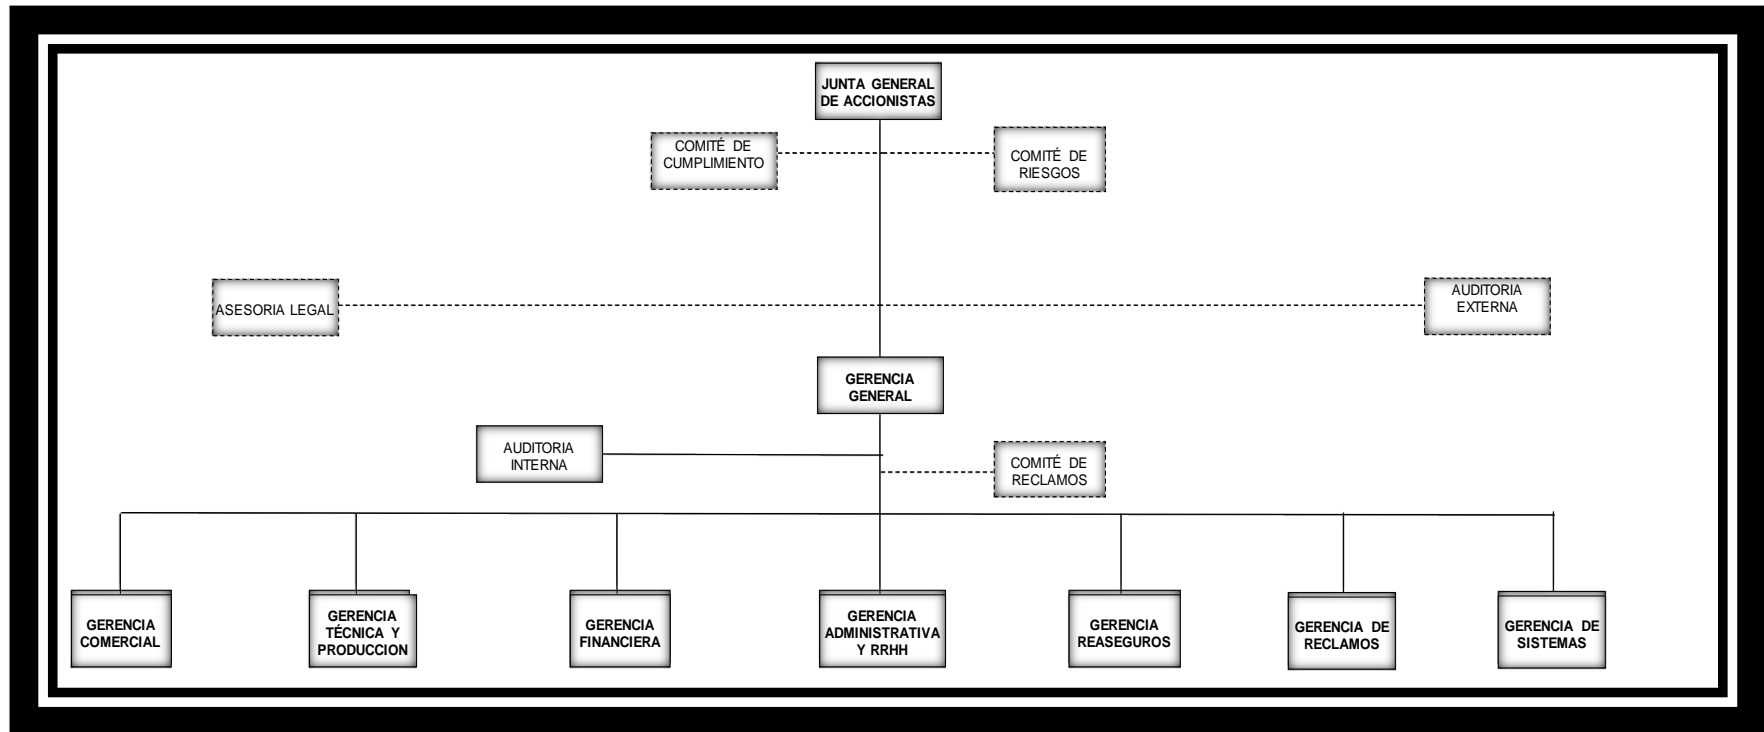 JUNTA GENERAL
DE ACCIONISTAS
COMITÉ DE
CUMPLIMIENTO
COMITÉ DE
RIESGOS
ASESORIA LEGAL
AUDITORIA
EXTERNA
GERENCIA
GENERAL
AUDITORIA
INTERNA
COMITÉ DE
RECLAMOS
GERENCIA
COMERCIAL
GERENCIA
TÉCNICA Y
PRODUCCION
GERENCIA
FINANCIERA
GERENCIA
ADMINISTRATIVA
Y RRHH
GERENCIA
REASEGUROS
GERENCIA DE
RECLAMOS
GERENCIA DE
SISTEMAS